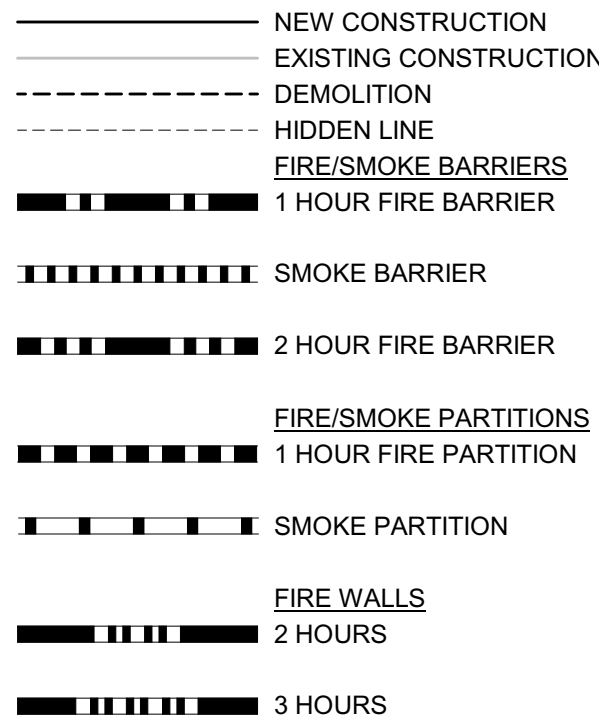 NEW CONSTRUCTION
EXISTING CONSTRUCTION
DEMOLITION
HIDDEN LINE
FIRE/SMOKE BARRIERS
1 HOUR FIRE BARRIER
SMOKE BARRIER
2 HOUR FIRE BARRIER
FIRE/SMOKE PARTITIONS
1 HOUR FIRE PARTITION
SMOKE PARTITION
FIRE WALLS
2 HOURS
3 HOURS